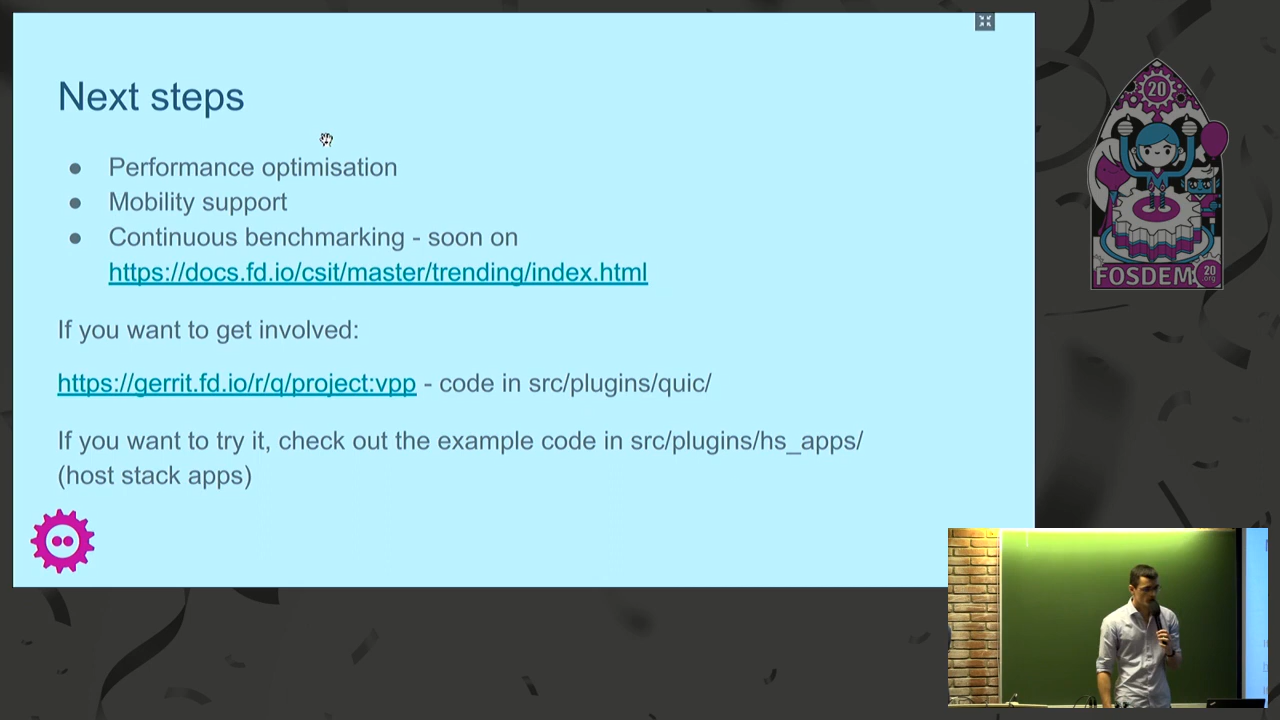 Next steps
● Performance optimisation
● Mobility support
● Continuous benchmarking - soon on
https://docs.fd.io/csit/master/trending/index.html
If you want to get involved:
https://gerrit.fd.io/r/q/project:vpp - code in src/plugins/quic/
If you want to try it, check out the example code in src/plugins/hs_apps/
(host stack apps)
20
FOSDEM
20
.org